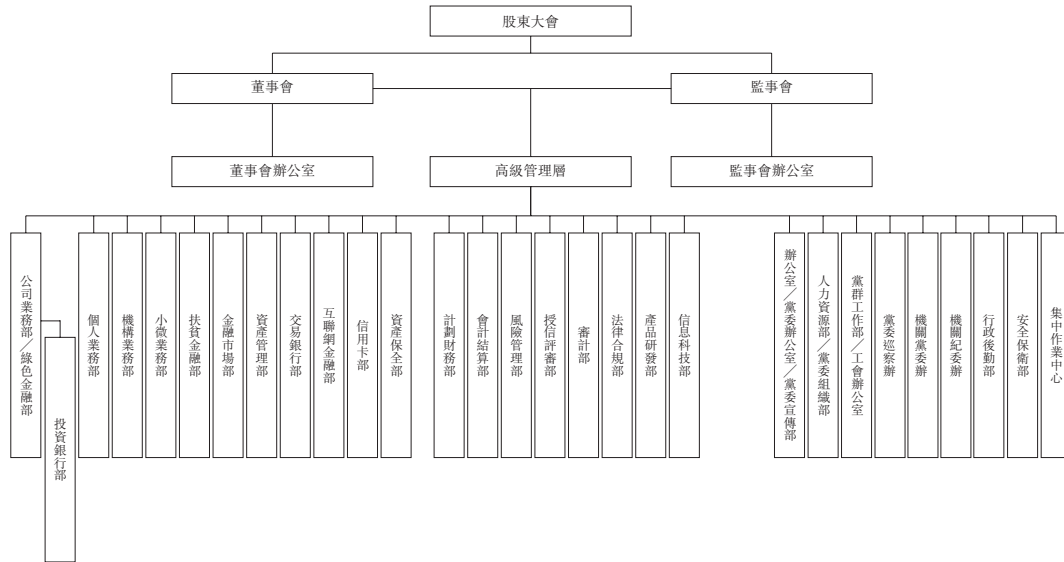 股東大會
董事會
監事會
董事會辦公室
高級管理層
監事會辦公室
公司業務部／綠色金融部
投資銀行部
個人業務部
機構業務部
小微業務部
扶貧金融部
金融市場部
資產管理部
交易銀行部
互聯網金融部
信用卡部
資產保全部
計劃財務部
會計結算部
風險管理部
授信評審部
審計部
法律合規部
產品研發部
信息科技部
辦公室／黨委辦公室／黨委宣傳部
人力資源部／黨委組織部
黨群工作部／工會辦公室
黨委巡察辦
機關黨委辦
機關紀委辦
行政後勤部
安全保衛部
集中作業中心